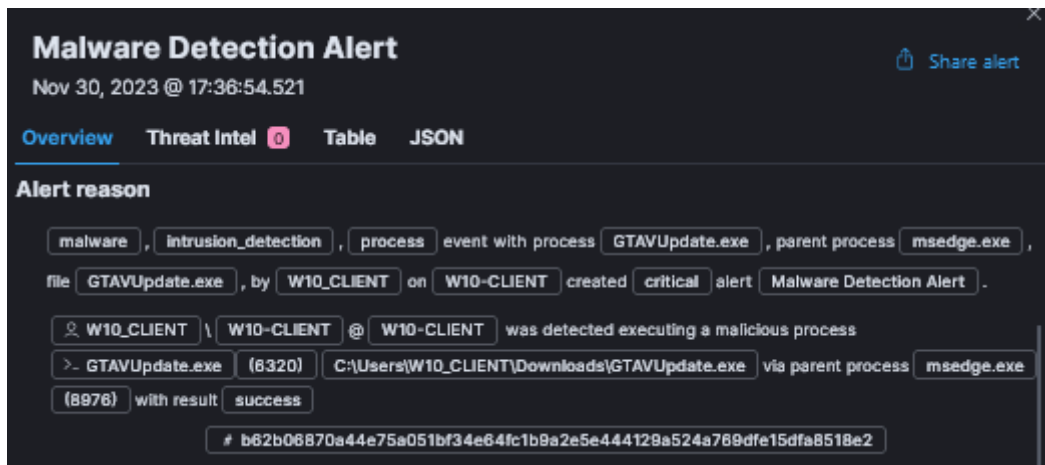 Malware Detection Alert
Share alert
Nov 30, 2023 @ 17:36:54.521
Overview Threat Intel 0 Table JSON
Alert reason
malware , intrusion_detection , process event with process GTAVUpdate.exe , parent process msedge.exe ,
file GTAVUpdate.exe , by W10_CLIENT on W10-CLIENT created critical alert Malware Detection Alert .
W10_CLIENT \ W10-CLIENT @ W10-CLIENT was detected executing a malicious process
>_ GTAVUpdate.exe (6320) C:\Users\W10_CLIENT\Downloads\GTAVUpdate.exe via parent process msedge.exe
(8976) with result success
# b62b06870a44e75a051bf34e64fc1b9a2e5e444129a524a769dfe15dfa8518e2